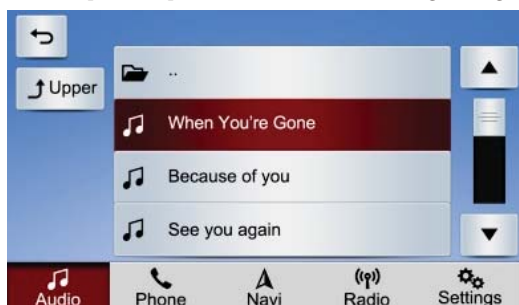 Upper
..
When You're Gone
Because of you
See you again
Audio
Phone
Navi
Radio
Settings